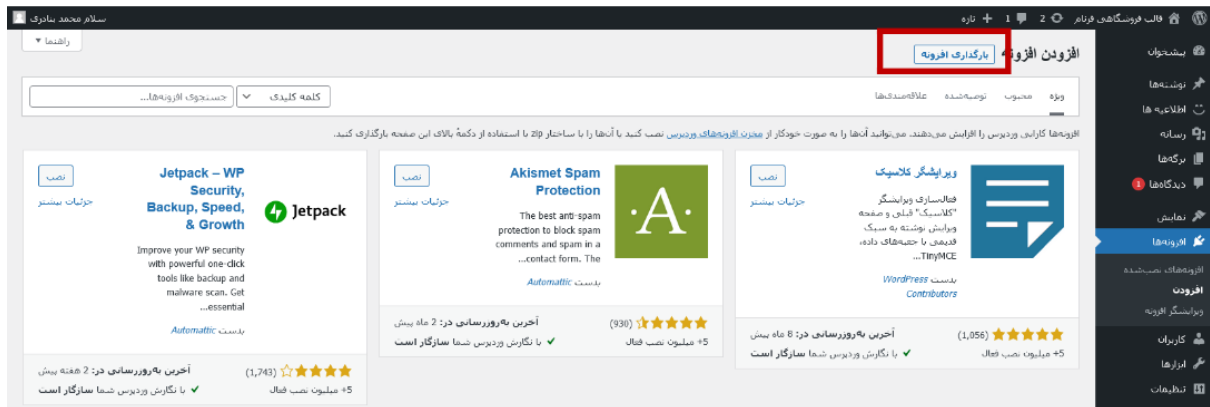 قالب فروشگاهی فرنام 2 1 + تازه
سلام محمد بنادری
راهنما
افزودن افزونه بارگذاری افزونه
ویژه محبوب توصیه‌شده علاقه‌مندی‌ها
کلمه کلیدی جستجوی افزونه‌ها...
افزونه‌ها کارایی وردپرس را افزایش می‌دهند. می‌توانید آن‌ها را به صورت خودکار از مخزن افزونه‌های وردپرس نصب کنید یا آن‌ها را با ساختار zip با استفاده از دکمهٔ بالای این صفحه بارگذاری کنید.
ویرایشگر کلاسیک
نصب
جزئیات بیشتر
فعال‌سازی ویرایشگر
"کلاسیک" قبلی و صفحه
ویرایش نوشته به سبک
قدیمی با جعبه‌های داده،
TinyMCE...
بدست WordPress
Contributors
(1,056)
آخرین به‌روزرسانی در: 8 ماه پیش
5+ میلیون نصب فعال
با نگارش وردپرس شما سازگار است
·A·
Akismet Spam
Protection
نصب
جزئیات بیشتر
The best anti-spam
protection to block spam
comments and spam in a
contact form. The...
بدست Automattic
(930)
آخرین به‌روزرسانی در: 2 ماه پیش
5+ میلیون نصب فعال
با نگارش وردپرس شما سازگار است
Jetpack
Jetpack – WP
Security,
Backup, Speed,
& Growth
نصب
جزئیات بیشتر
Improve your WP security
with powerful one-click
tools like backup and
malware scan. Get
essential...
بدست Automattic
(1,743)
آخرین به‌روزرسانی در: 2 هفته پیش
5+ میلیون نصب فعال
با نگارش وردپرس شما سازگار است
پیشخوان
نوشته‌ها
اطلاعیه ها
رسانه
برگه‌ها
دیدگاه‌ها 1
نمایش
افزونه‌ها
افزونه‌های نصب‌شده
افزودن
ویرایشگر افزونه
کاربران
ابزارها
تنظیمات